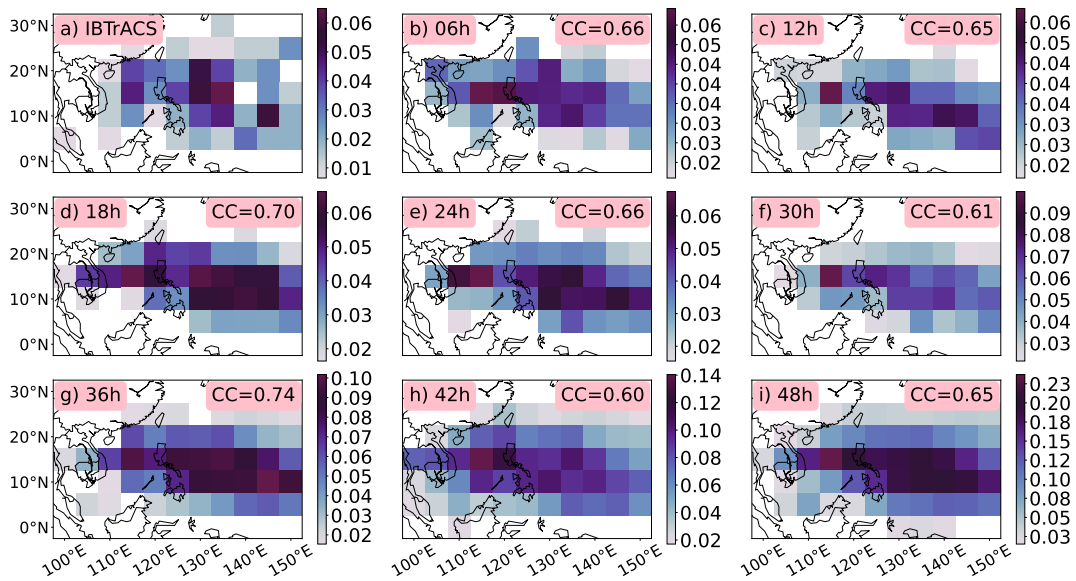 a) IBTrACS
30°N
20°N
10°N
0°N
0.06
0.05
0.04
0.03
0.02
0.01
b) 06h CC=0.66
0.06
0.05
0.04
0.04
0.03
0.02
c) 12h CC=0.65
0.06
0.05
0.04
0.04
0.03
0.02
d) 18h CC=0.70
30°N
20°N
10°N
0°N
0.06
0.05
0.04
0.03
0.02
e) 24h CC=0.66
0.06
0.05
0.04
0.03
0.02
f) 30h CC=0.61
0.09
0.08
0.07
0.06
0.05
0.04
0.03
g) 36h CC=0.74
30°N
20°N
10°N
0°N
100°E
110°E
120°E
130°E
140°E
150°E
0.10
0.09
0.08
0.06
0.05
0.04
0.03
0.02
h) 42h CC=0.60
100°E
110°E
120°E
130°E
140°E
150°E
0.14
0.12
0.10
0.08
0.06
0.04
0.02
i) 48h CC=0.65
100°E
110°E
120°E
130°E
140°E
150°E
0.23
0.20
0.18
0.15
0.12
0.10
0.08
0.05
0.03